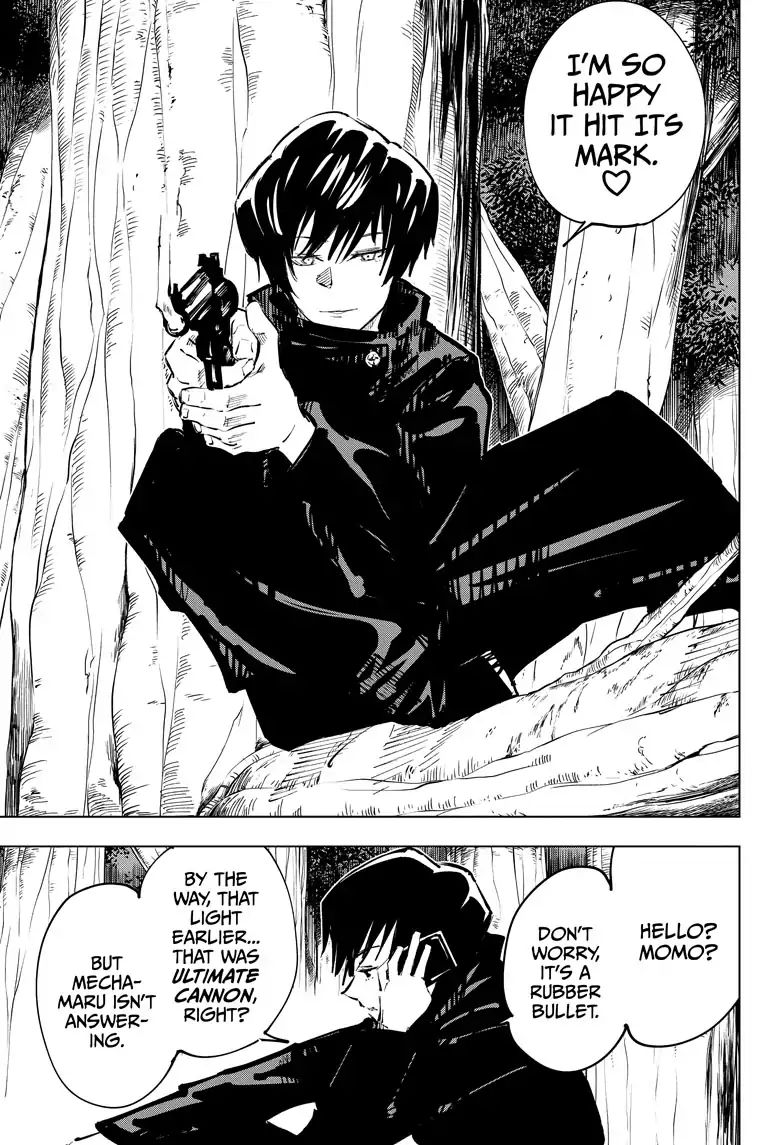 I'M SO
HAPPY
IT HIT ITS
MARK.
♡
HELLO?
MOMO?
DON'T
WORRY,
IT'S A
RUBBER
BULLET.
BY THE
WAY, THAT
LIGHT
EARLIER...
THAT WAS
ULTIMATE
CANNON,
RIGHT?
BUT
MECHA-
MARU ISN'T
ANSWER-
ING.